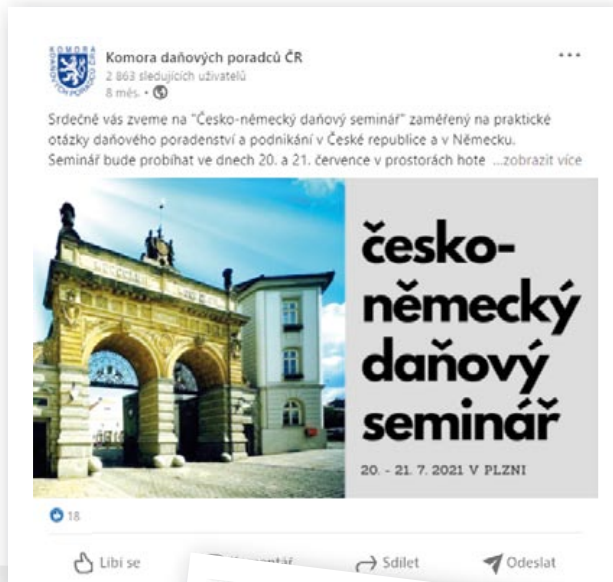 Komora daňových poradců ČR
2 863 sledujících uživatelů
8 měs. •
Srdečně vás zveme na "Česko-německý daňový seminář" zaměřený na praktické
otázky daňového poradenství a podnikání v České republice a v Německu.
Seminář bude probíhat ve dnech 20. a 21. července v prostorách hote ...zobrazit více
česko-
německý
daňový
seminář
20. - 21. 7. 2021 V PLZNI
18
Líbí se
Sdílet
Odeslat